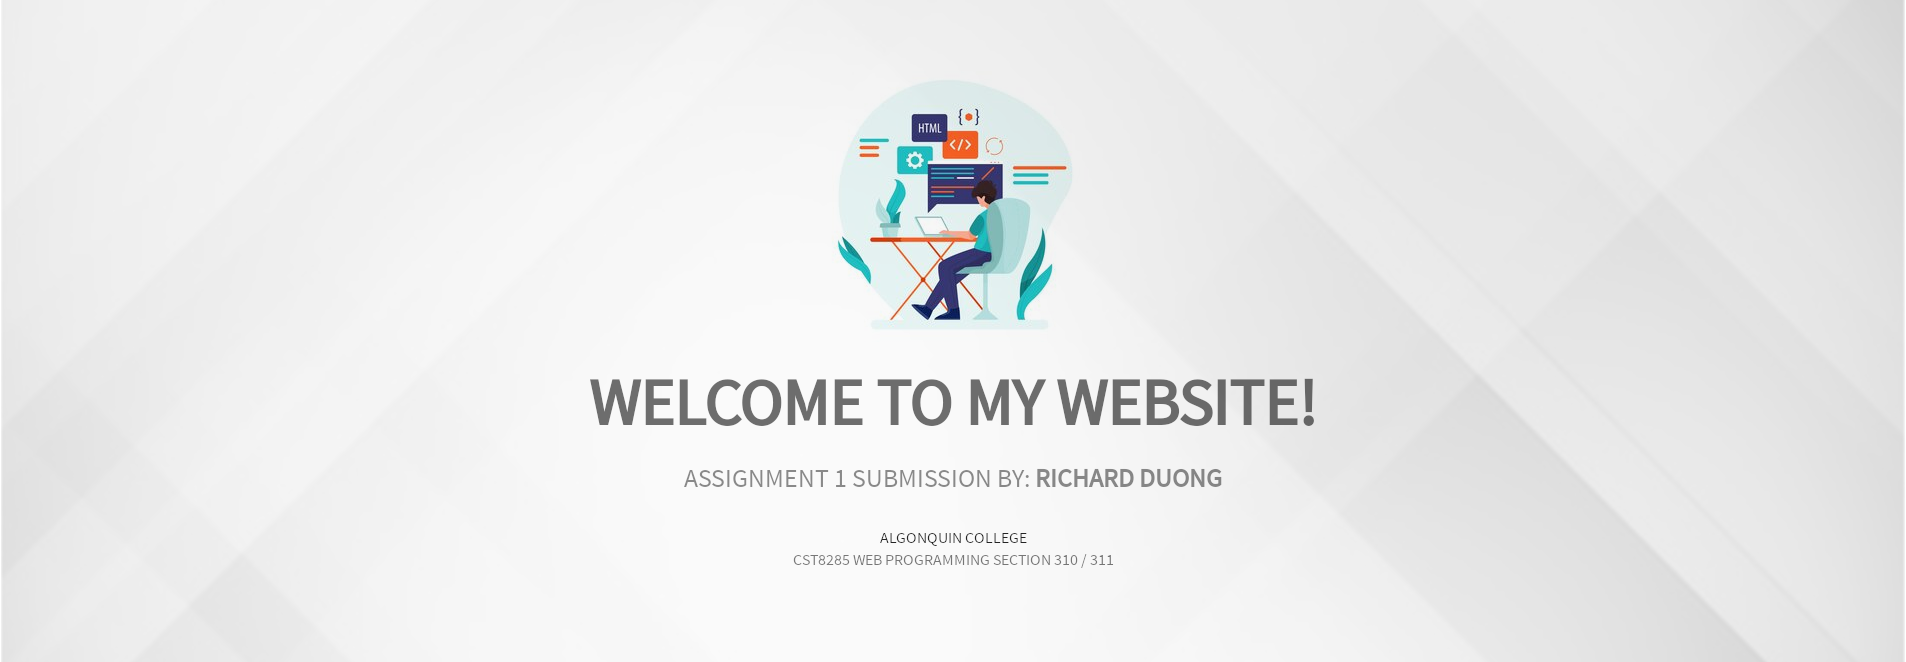 HTML
{ }
</>
WELCOME TO MY WEBSITE!
ASSIGNMENT 1 SUBMISSION BY: RICHARD DUONG
ALGONQUIN COLLEGE
CST8285 WEB PROGRAMMING SECTION 310 / 311